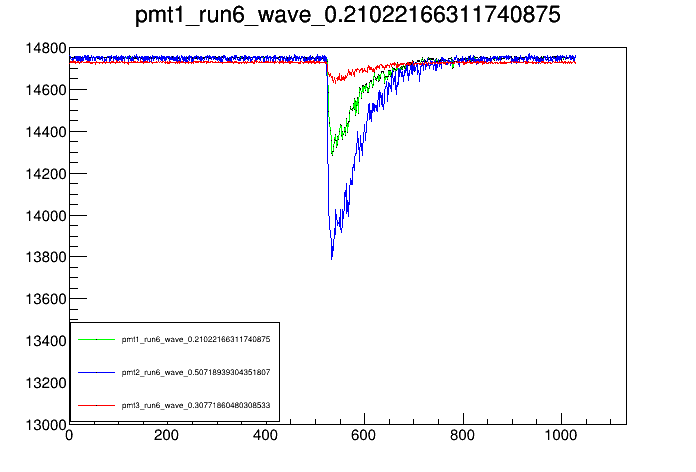 pmt1_run6_wave_0.21022166311740875
14800
14600
14400
14200
14000
13800
13600
13400
13200
13000
pmt1_run6_wave_0.21022166311740875
pmt2_run6_wave_0.50718939304351807
pmt3_run6_wave_0.30771860480308533
0 200 400 600 800 1000